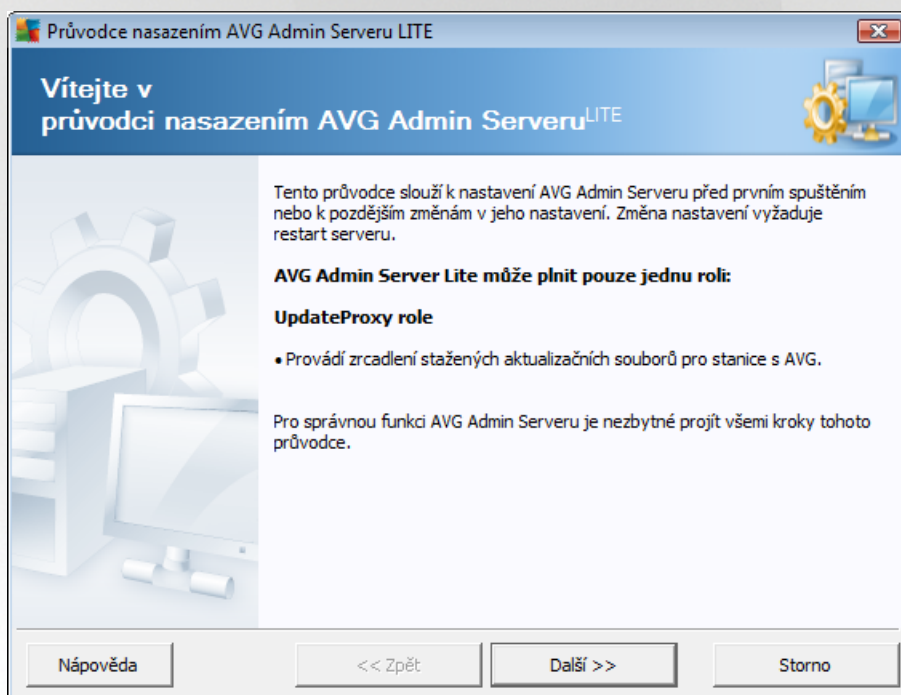 Průvodce nasazením AVG Admin Serveru LITE
Vítejte v
průvodci nasazením AVG Admin Serveru LITE
Tento průvodce slouží k nastavení AVG Admin Serveru před prvním spuštěním
nebo k pozdějším změnám v jeho nastavení. Změna nastavení vyžaduje
restart serveru.
AVG Admin Server Lite může plnit pouze jednu roli:
UpdateProxy role
• Provádí zrcadlení stažených aktualizačních souborů pro stanice s AVG.
Pro správnou funkci AVG Admin Serveru je nezbytné projít všemi kroky tohoto
průvodce.
Nápověda
<< Zpět
Další >>
Storno